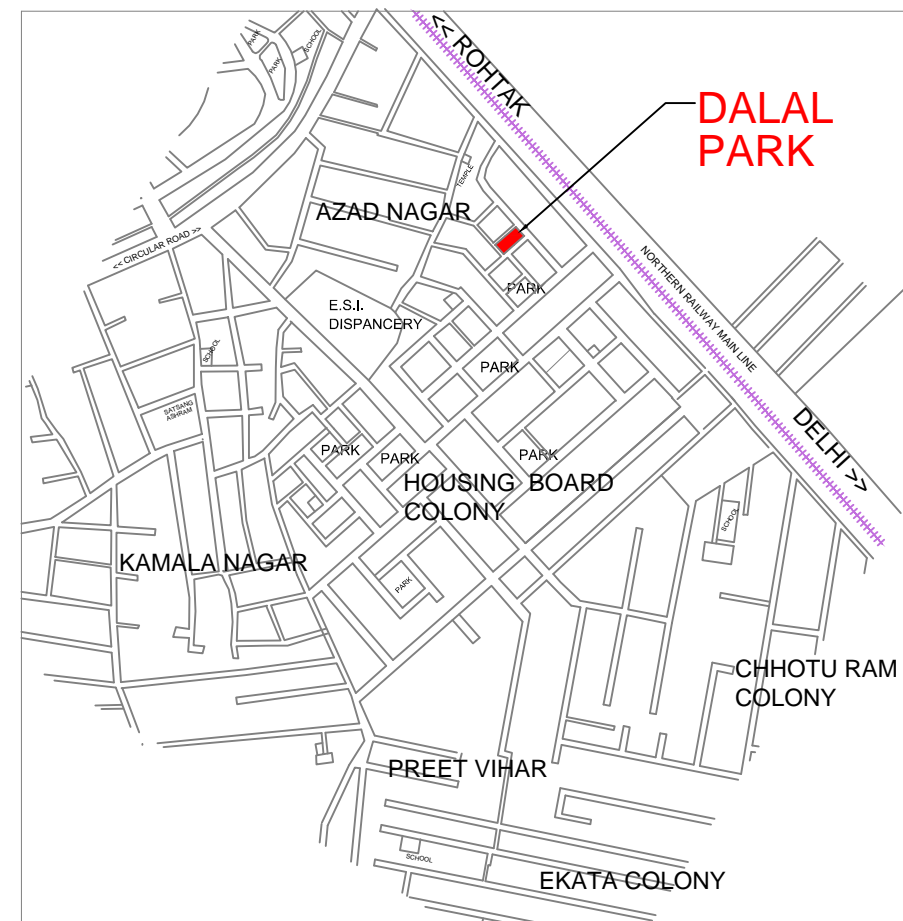 PARK
PARK
SCHOOL
<< ROHTAK
DALAL
PARK
TEMPLE
AZAD NAGAR
<< CIRCULAR ROAD >>
NORTHERN RAILWAY MAIN LINE
PARK
E.S.I.
DISPANCERY
SCHOOL
PARK
SATSANG
ASHRAM
DELHI >>
PARK
PARK
PARK
HOUSING BOARD
COLONY
SCHOOL
KAMALA NAGAR
PARK
CHHOTU RAM
COLONY
PREET VIHAR
SCHOOL
EKATA COLONY